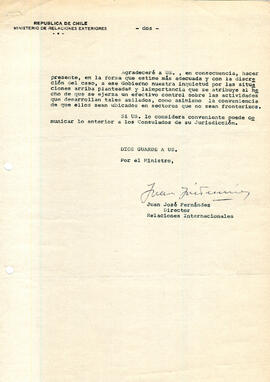 REPUBLICA DE CHILE
MINISTERIO DE RELACIONES EXTERIORES
- dos -
Agradeceré a US., en consecuencia, hacer
presente, en la forma que estime más adecuada y con la discre
ción del caso, a ese Gobierno nuestra inquietud por las situa
ciones arriba planteadas y la importancia que se atribuye al he
cho de que se ejerza un efectivo control sobre las actividades
que desarrollan tales asilados, como asimismo la conveniencia
de que ellos sean ubicados en sectores que no sean fronterizos.
Si US. lo considera conveniente puede co
municar lo anterior a los Consulados de su Jurisdicción.
DIOS GUARDE A US.
Por el Ministro,
Juan José Fernández
Director
Relaciones Internacionales